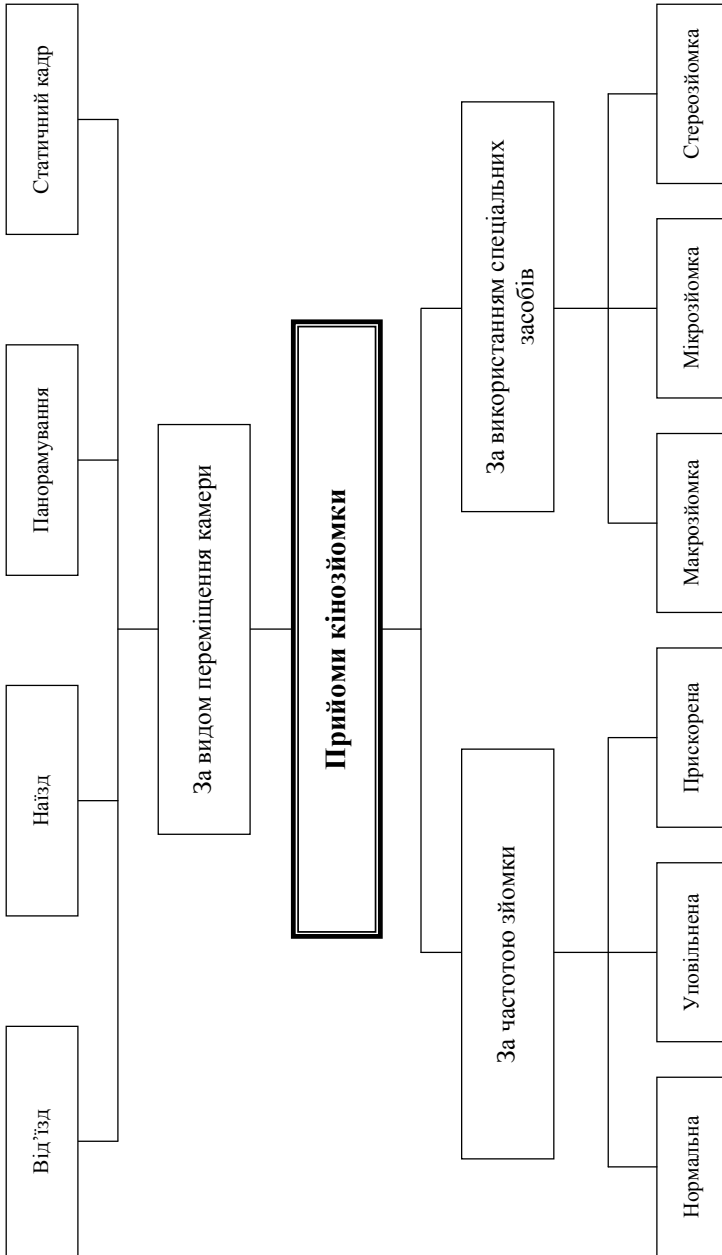 Від’їзд
Наїзд
Панорамування
Статичний кадр
За видом переміщення камери
Прийоми кінозйомки
За частотою зйомки
За використанням спеціальних
засобів
Нормальна
Уповільнена
Прискорена
Макрозйомка
Мікрозйомка
Стереозйомка